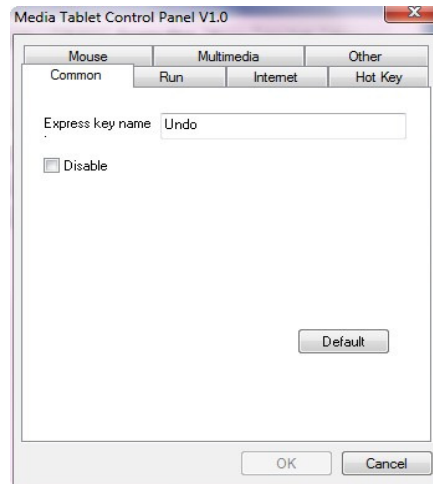 Media Tablet Control Panel V1.0
Mouse Multimedia Other
Common Run Internet Hot Key
Express key name Undo
:
Disable
Default
OK Cancel